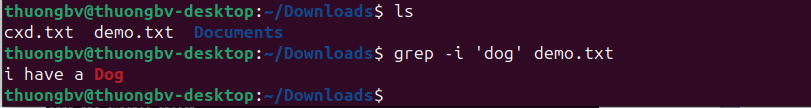 thuongbv@thuongbv-desktop:~/Downloads$ ls
cxd.txt  demo.txt  Documents
thuongbv@thuongbv-desktop:~/Downloads$ grep -i 'dog' demo.txt
i have a Dog
thuongbv@thuongbv-desktop:~/Downloads$